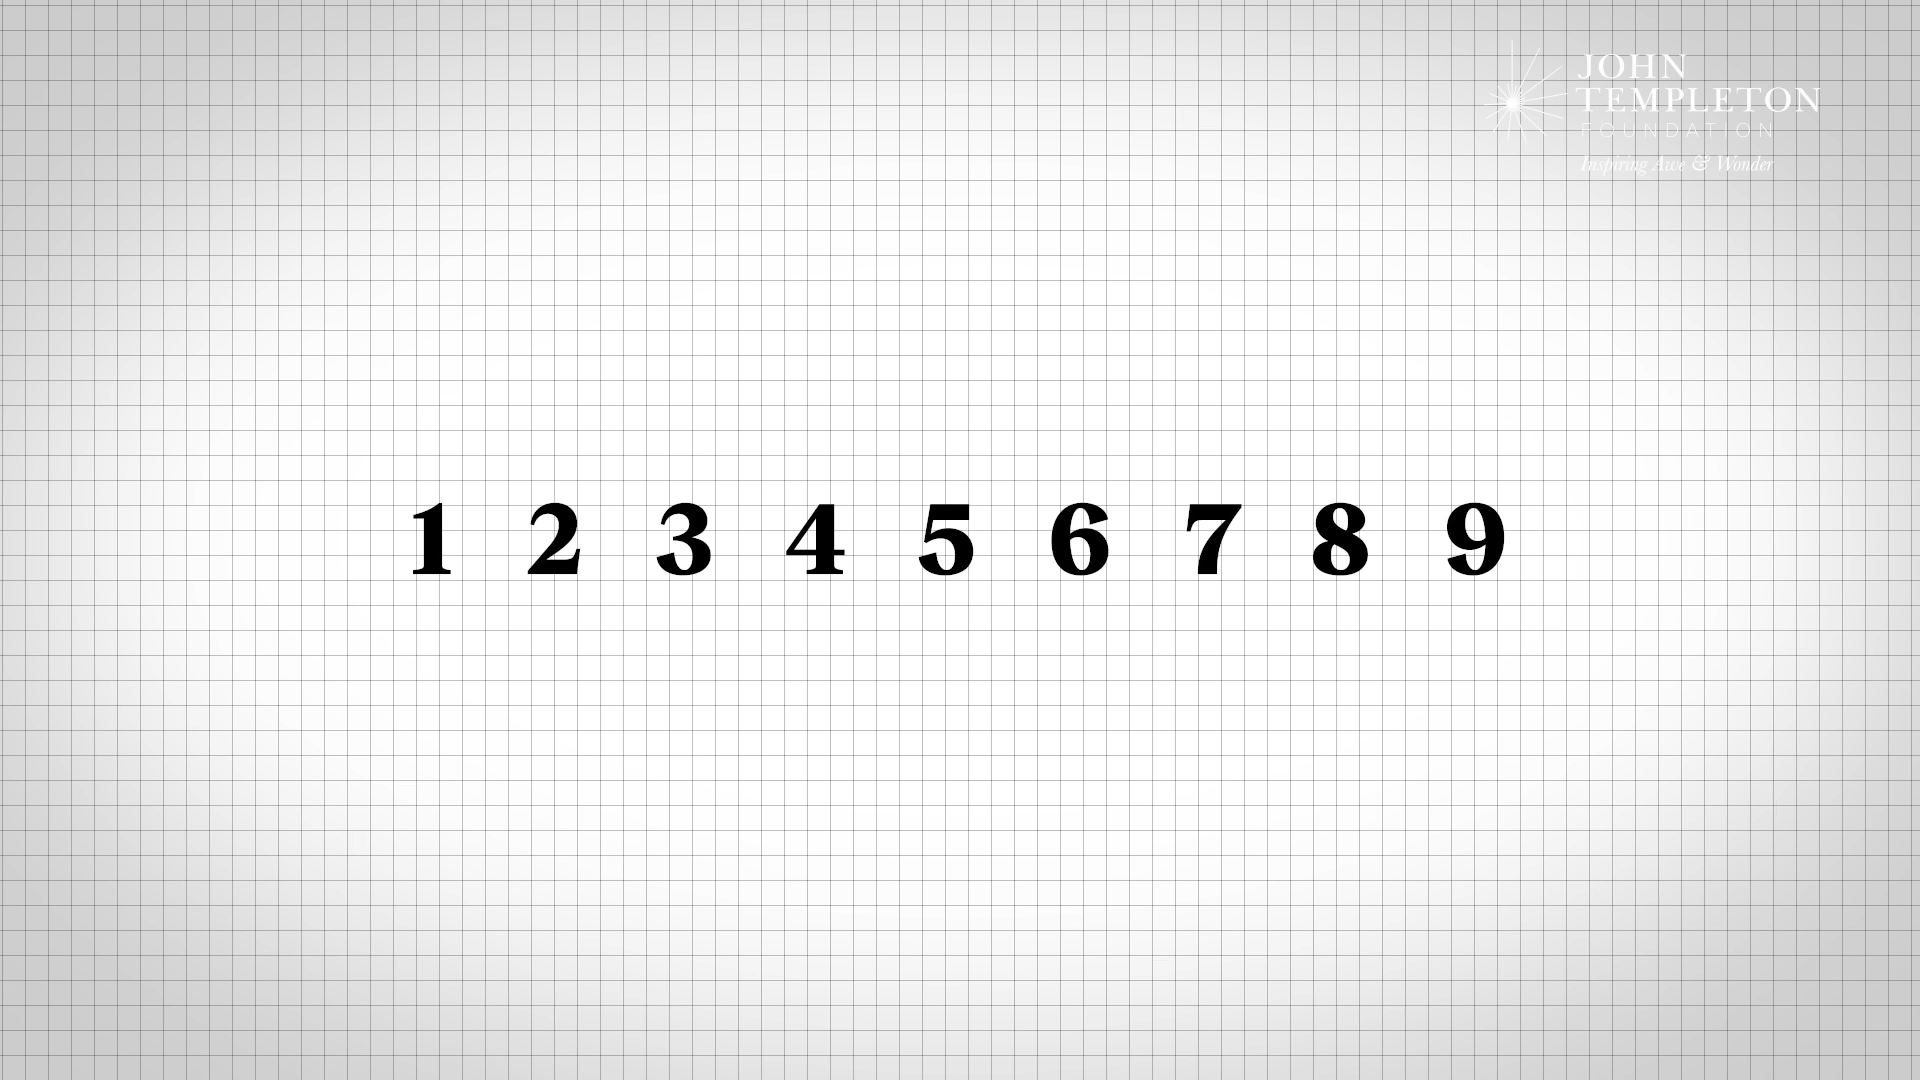 JOHN
TEMPLETON
FOUNDATION
Inspiring Awe & Wonder
1 2 3 4 5 6 7 8 9